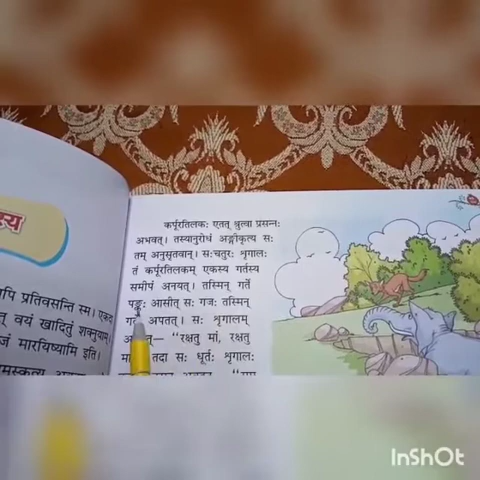 स्य
पि प्रतिवसन्ति स्म। एकदा
त् वयं खादितुं शक्नुयाम्
जं मारयिष्यामि इति।
कर्पूरतिलकः एतत् श्रुत्वा प्रसन्नः
अभवत्। तस्यानुरोधं अङ्गीकृत्य सः
तम् अनुसृतवान्। सःचतुरः शृगालः
तं कर्पूरतिलकम् एकस्य गर्तस्य
समीपं अनयत्। तस्मिन् गर्ते
पङ्कः आसीत् सः गजः तस्मिन्
अपतत्। सः शृगालम्
— "रक्षतु मां, रक्षतु
तदा सः धूर्तः शृगालः
InShOt